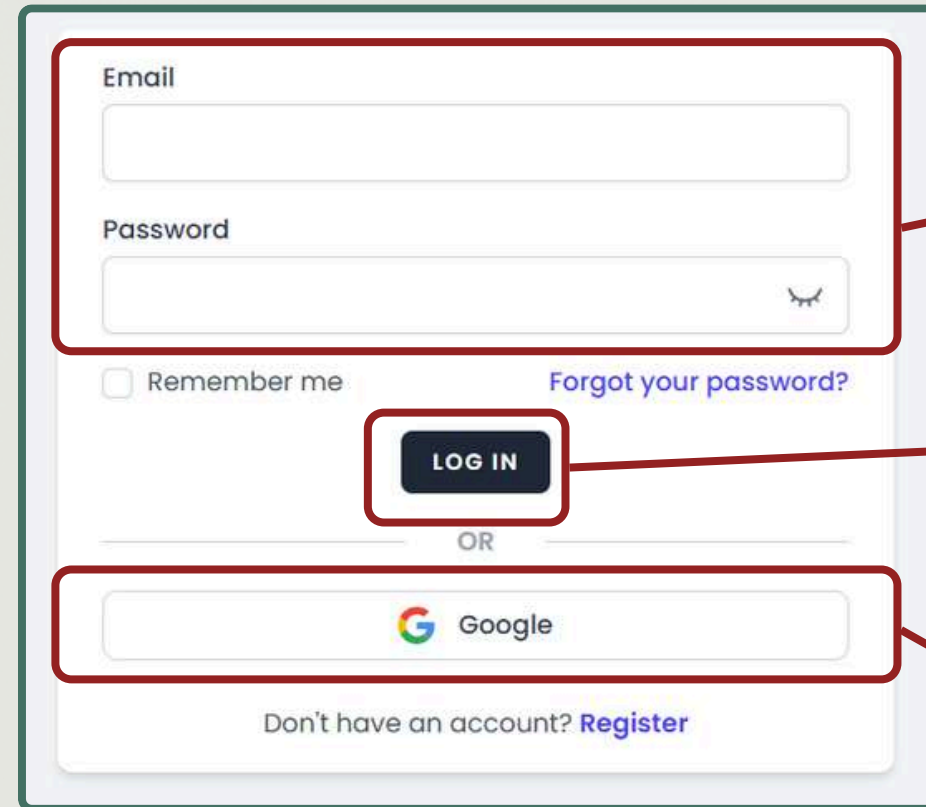 Email
Password
Remember me Forgot your password?
LOG IN
OR
Google
Don't have an account? Register